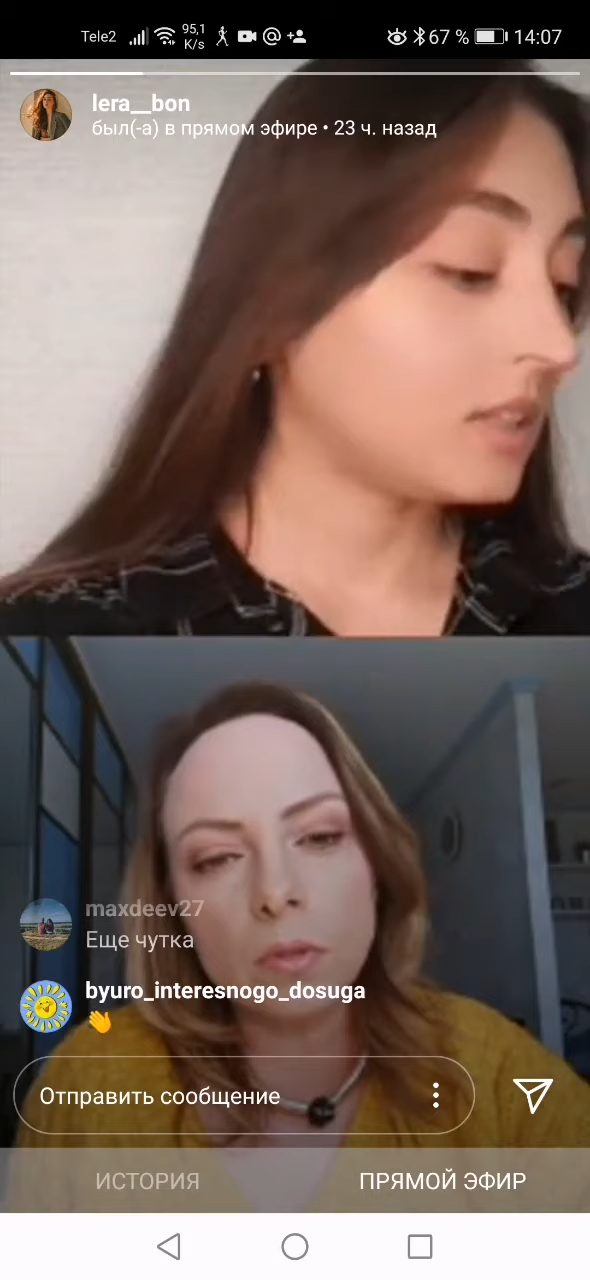 Tele2 95,1 K/s 67 % 14:07
lera__bon
был(-а) в прямом эфире • 23 ч. назад
maxdeev27
Еще чутка
byuro_interesnogo_dosuga
Отправить сообщение
ИСТОРИЯ ПРЯМОЙ ЭФИР